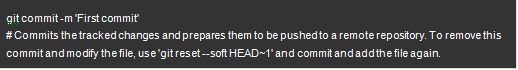 git commit -m 'First commit'
# Commits the tracked changes and prepares them to be pushed to a remote repository. To remove this
commit and modify the file, use 'git reset --soft HEAD~1' and commit and add the file again.